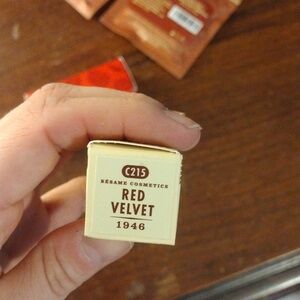 C215
BÉSAME COSMETICS
RED
VELVET
1946